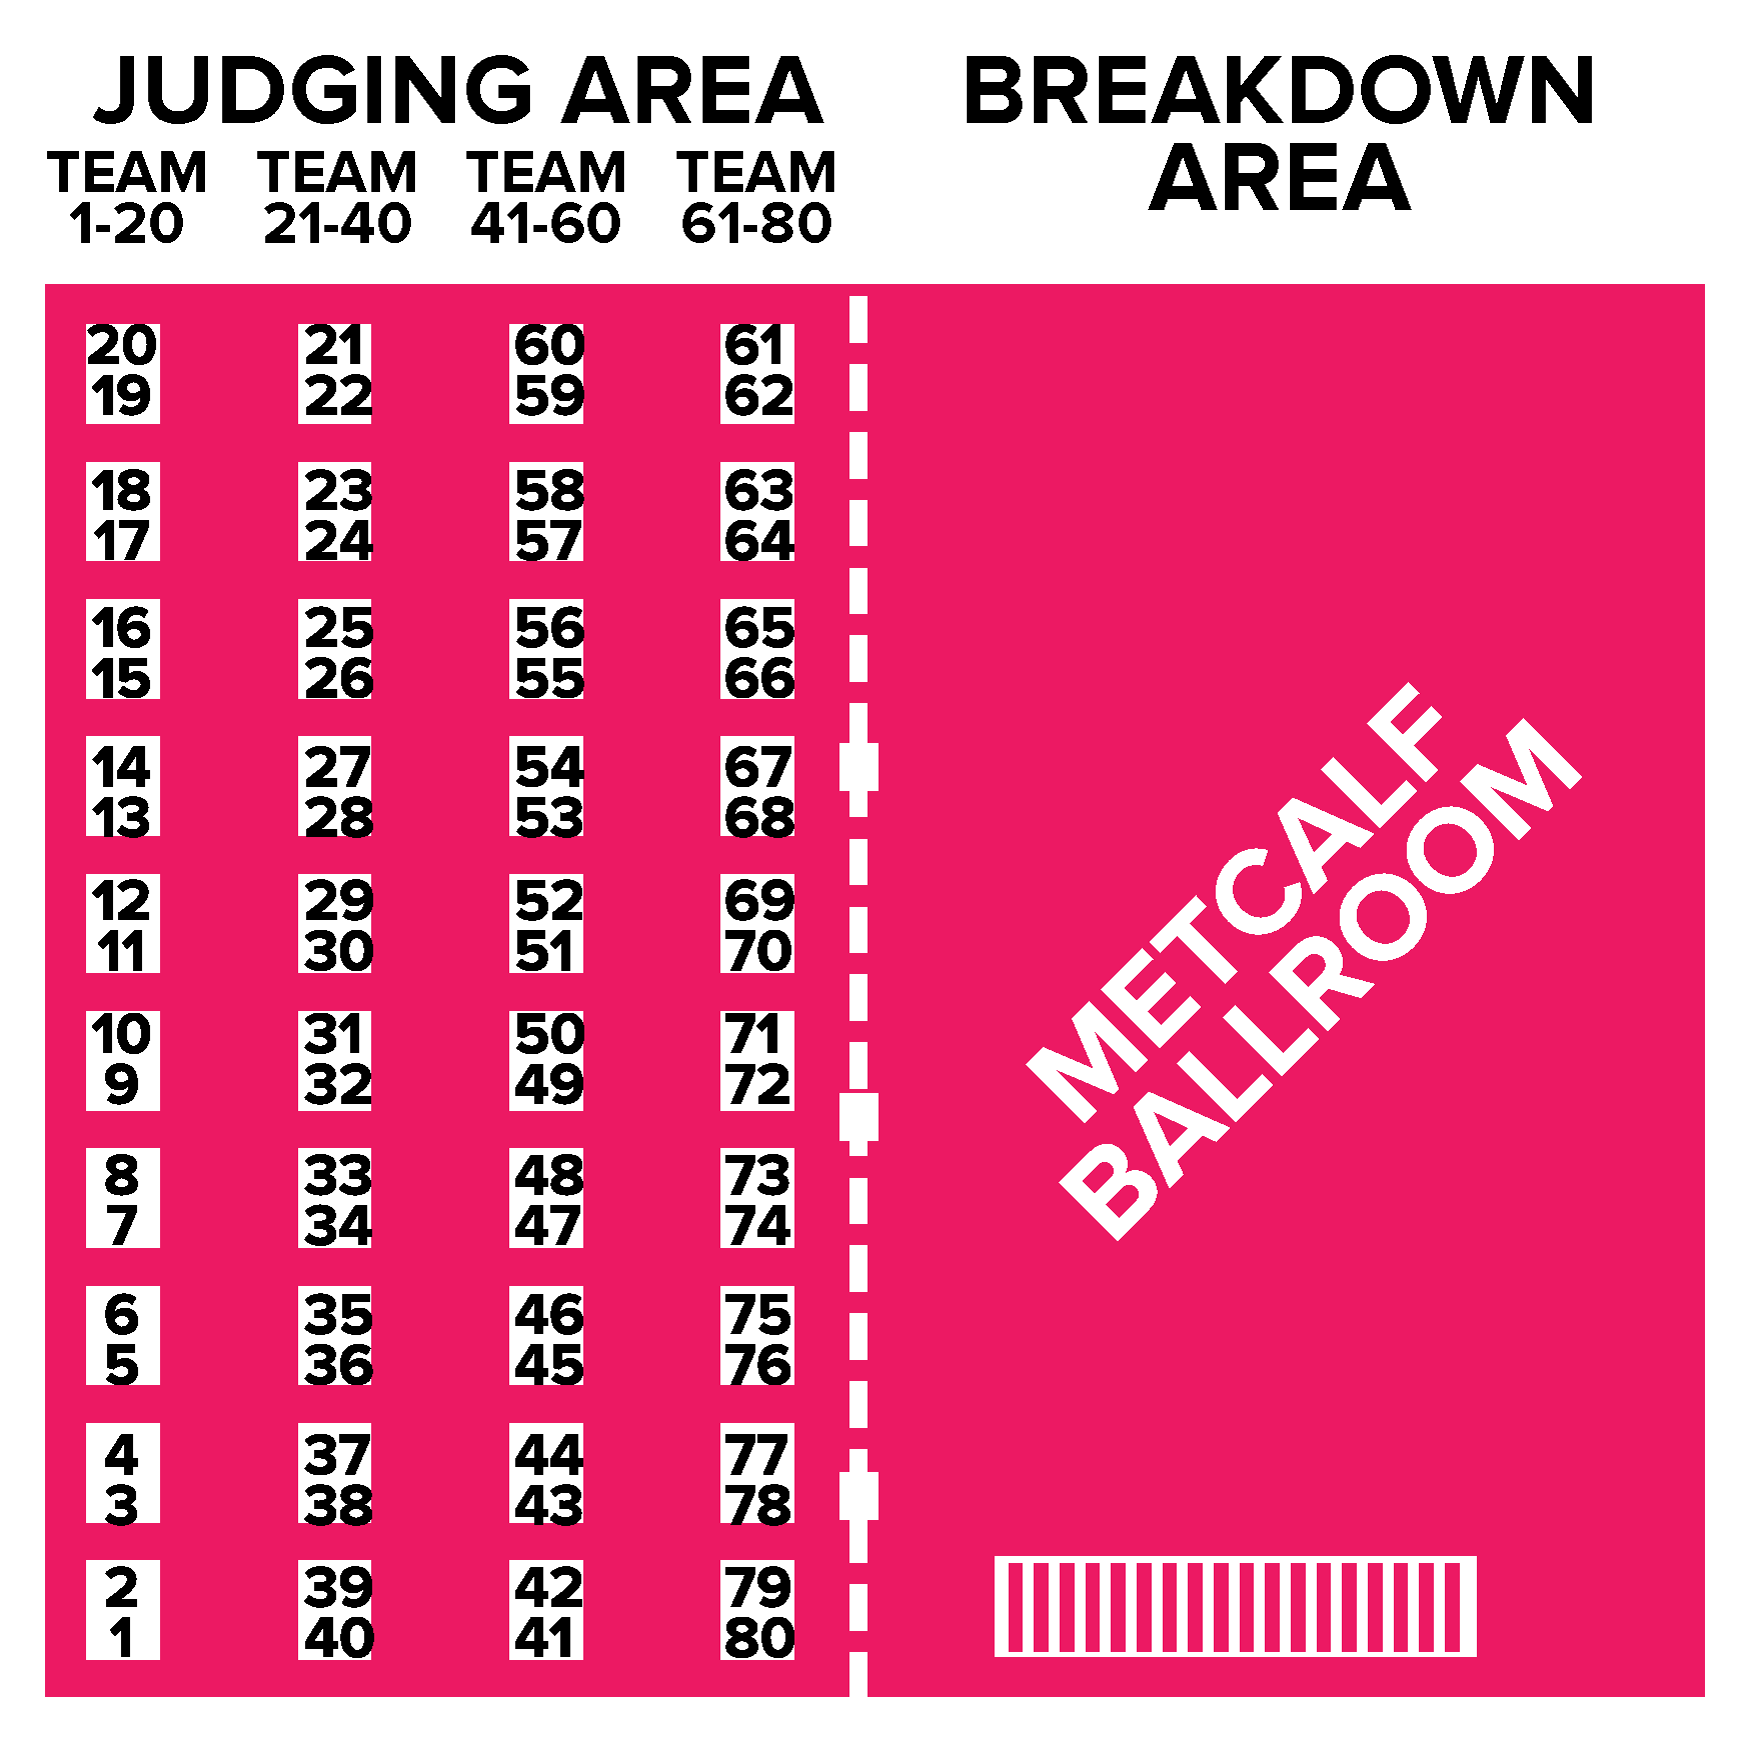 JUDGING AREA
TEAM 1-20
TEAM 21-40
TEAM 41-60
TEAM 61-80
20 21 60 61
19 22 59 62
18 23 58 63
17 24 57 64
16 25 56 65
15 26 55 66
14 27 54 67
13 28 53 68
12 29 52 69
11 30 51 70
10 31 50 71
9 32 49 72
8 33 48 73
7 34 47 74
6 35 46 75
5 36 45 76
4 37 44 77
3 38 43 78
2 39 42 79
1 40 41 80
BREAKDOWN
AREA
METCALF
BALLROOM